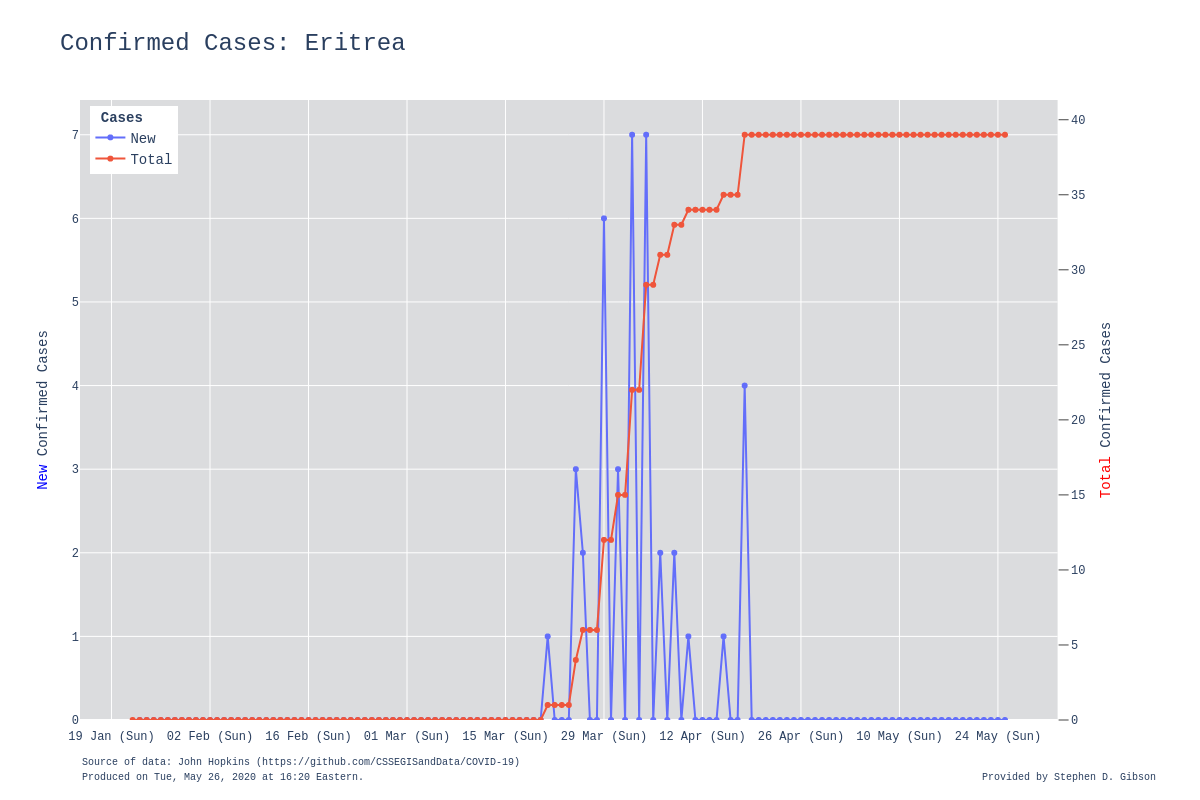 Confirmed Cases: Eritrea
Cases
New
Total
7
6
5
4
3
2
1
0
40
35
30
25
20
15
10
5
0
New Confirmed Cases
Total Confirmed Cases
19 Jan (Sun) 02 Feb (Sun) 16 Feb (Sun) 01 Mar (Sun) 15 Mar (Sun) 29 Mar (Sun) 12 Apr (Sun) 26 Apr (Sun) 10 May (Sun) 24 May (Sun)
Source of data: John Hopkins (https://github.com/CSSEGISandData/COVID-19)
Produced on Tue, May 26, 2020 at 16:20 Eastern.
Provided by Stephen D. Gibson